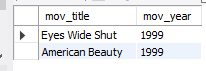 mov_title mov_year
Eyes Wide Shut 1999
American Beauty 1999